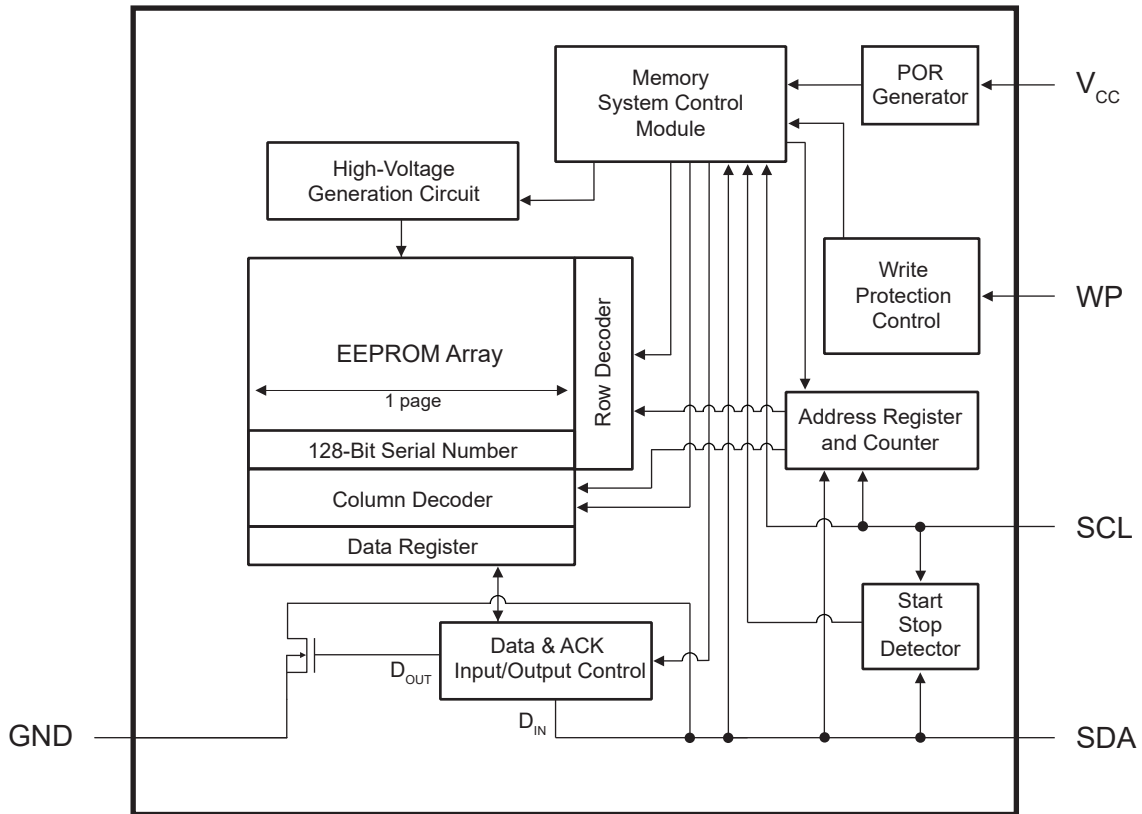 Memory
System Control
Module
POR
Generator
V_CC
High-Voltage
Generation Circuit
Write
Protection
Control
WP
EEPROM Array
1 page
Row Decoder
128-Bit Serial Number
Address Register
and Counter
Column Decoder
Data Register
SCL
Start
Stop
Detector
Data & ACK
Input/Output Control
D_OUT
D_IN
GND
SDA